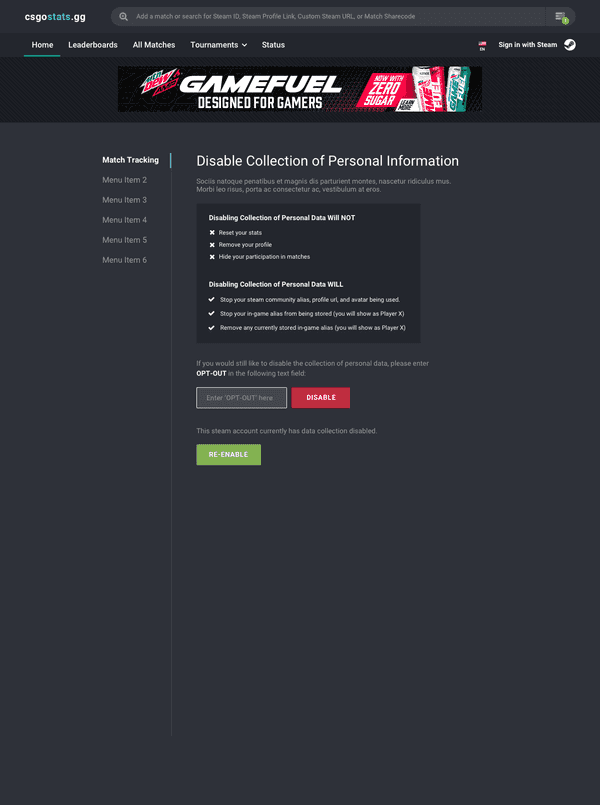 csgostats.gg
Add a match or search for Steam ID, Steam Profile Link, Custom Steam URL, or Match Sharecode
Home Leaderboards All Matches Tournaments Status
EN
Sign in with Steam
MTN DEW AMP
GAMEFUEL
DESIGNED FOR GAMERS
NOW WITH
ZERO
SUGAR
LEARN
MORE
Match Tracking
Menu Item 2
Menu Item 3
Menu Item 4
Menu Item 5
Menu Item 6
Disable Collection of Personal Information
Sociis natoque penatibus et magnis dis parturient montes, nascetur ridiculus mus.
Morbi leo risus, porta ac consectetur ac, vestibulum at eros.
Disabling Collection of Personal Data Will NOT
Reset your stats
Remove your profile
Hide your participation in matches
Disabling Collection of Personal Data WILL
Stop your steam community alias, profile url, and avatar being used.
Stop your in-game alias from being stored (you will show as Player X)
Remove any currently stored in-game alias (you will show as Player X)
If you would still like to disable the collection of personal data, please enter
OPT-OUT in the following text field:
Enter 'OPT-OUT' here
DISABLE
This steam account currently has data collection disabled.
RE-ENABLE